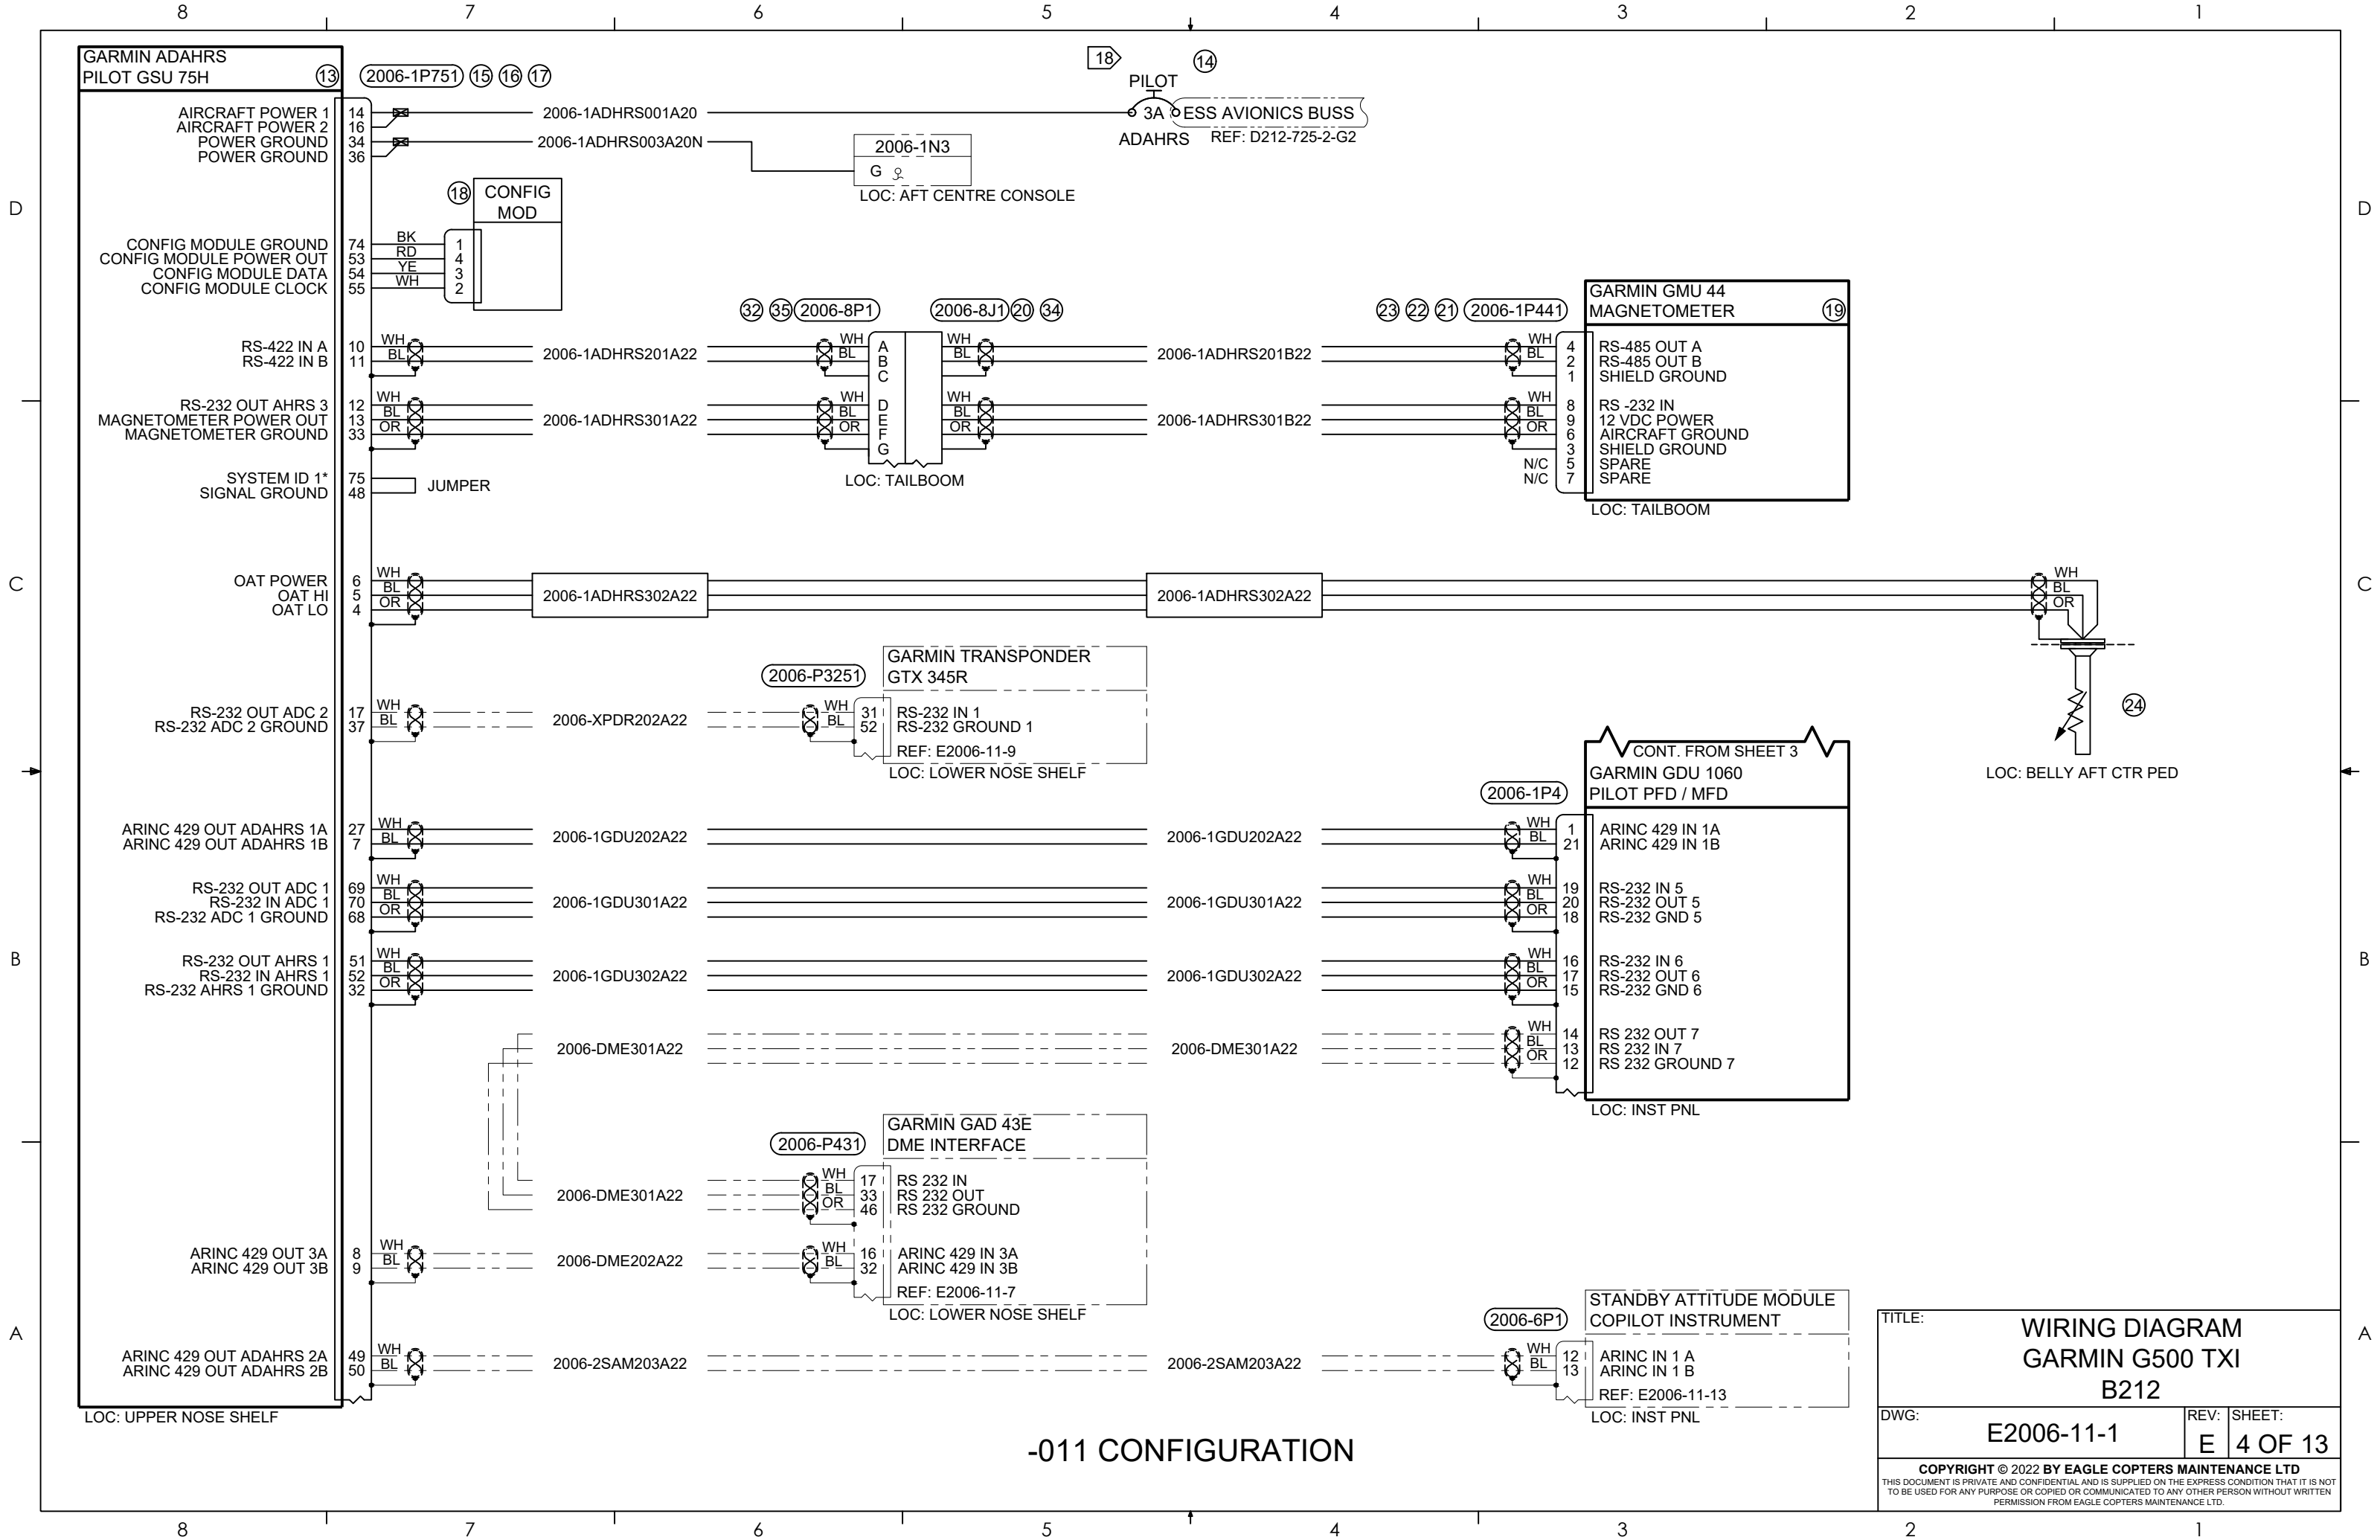 8 7 6 5 4 3 2 1
D
C
B
A
D
C
B
A
GARMIN ADAHRS
PILOT GSU 75H
13
2006-1P751 15 16 17
AIRCRAFT POWER 1 14
AIRCRAFT POWER 2 16
POWER GROUND 34
POWER GROUND 36
2006-1ADHRS001A20
2006-1ADHRS003A20N
18
14
PILOT
3A
ADAHRS
ESS AVIONICS BUSS
REF: D212-725-2-G2
2006-1N3
G
LOC: AFT CENTRE CONSOLE
18
CONFIG
MOD
CONFIG MODULE GROUND 74 BK 1
CONFIG MODULE POWER OUT 53 RD 4
CONFIG MODULE DATA 54 YE 3
CONFIG MODULE CLOCK 55 WH 2
32 35 2006-8P1
2006-8J1 20 34
23 22 21 2006-1P441
GARMIN GMU 44
MAGNETOMETER
19
RS-422 IN A 10 WH WH A WH WH 4 RS-485 OUT A
2006-1ADHRS201A22 2006-1ADHRS201B22
RS-422 IN B 11 BL BL B BL BL 2 RS-485 OUT B
C 1 SHIELD GROUND
RS-232 OUT AHRS 3 12 WH WH D WH WH 8 RS -232 IN
MAGNETOMETER POWER OUT 13 BL 2006-1ADHRS301A22 BL E BL 2006-1ADHRS301B22 BL 9 12 VDC POWER
MAGNETOMETER GROUND 33 OR OR F OR OR 6 AIRCRAFT GROUND
G 3 SHIELD GROUND
N/C 5 SPARE
N/C 7 SPARE
LOC: TAILBOOM
LOC: TAILBOOM
SYSTEM ID 1* 75
SIGNAL GROUND 48
JUMPER
OAT POWER 6 WH WH
OAT HI 5 BL 2006-1ADHRS302A22 2006-1ADHRS302A22 BL
OAT LO 4 OR OR
24
LOC: BELLY AFT CTR PED
2006-P3251
GARMIN TRANSPONDER
GTX 345R
RS-232 OUT ADC 2 17 WH WH 31 RS-232 IN 1
2006-XPDR202A22
RS-232 ADC 2 GROUND 37 BL BL 52 RS-232 GROUND 1
REF: E2006-11-9
LOC: LOWER NOSE SHELF
CONT. FROM SHEET 3
GARMIN GDU 1060
PILOT PFD / MFD
2006-1P4
ARINC 429 OUT ADAHRS 1A 27 WH WH 1 ARINC 429 IN 1A
2006-1GDU202A22 2006-1GDU202A22
ARINC 429 OUT ADAHRS 1B 7 BL BL 21 ARINC 429 IN 1B
RS-232 OUT ADC 1 69 WH WH 19 RS-232 IN 5
RS-232 IN ADC 1 70 BL 2006-1GDU301A22 2006-1GDU301A22 BL 20 RS-232 OUT 5
RS-232 ADC 1 GROUND 68 OR OR 18 RS-232 GND 5
RS-232 OUT AHRS 1 51 WH WH 16 RS-232 IN 6
RS-232 IN AHRS 1 52 BL 2006-1GDU302A22 2006-1GDU302A22 BL 17 RS-232 OUT 6
RS-232 AHRS 1 GROUND 32 OR OR 15 RS-232 GND 6
WH 14 RS 232 OUT 7
2006-DME301A22 2006-DME301A22 BL 13 RS 232 IN 7
OR 12 RS 232 GROUND 7
LOC: INST PNL
2006-P431
GARMIN GAD 43E
DME INTERFACE
WH 17 RS 232 IN
2006-DME301A22 BL 33 RS 232 OUT
OR 46 RS 232 GROUND
ARINC 429 OUT 3A 8 WH WH 16 ARINC 429 IN 3A
2006-DME202A22
ARINC 429 OUT 3B 9 BL BL 32 ARINC 429 IN 3B
REF: E2006-11-7
LOC: LOWER NOSE SHELF
2006-6P1
STANDBY ATTITUDE MODULE
COPILOT INSTRUMENT
ARINC 429 OUT ADAHRS 2A 49 WH WH 12 ARINC IN 1 A
2006-2SAM203A22 2006-2SAM203A22
ARINC 429 OUT ADAHRS 2B 50 BL BL 13 ARINC IN 1 B
REF: E2006-11-13
LOC: INST PNL
LOC: UPPER NOSE SHELF
-011 CONFIGURATION
TITLE:
WIRING DIAGRAM
GARMIN G500 TXI
B212
DWG: REV: SHEET:
E2006-11-1 E 4 OF 13
COPYRIGHT © 2022 BY EAGLE COPTERS MAINTENANCE LTD
THIS DOCUMENT IS PRIVATE AND CONFIDENTIAL AND IS SUPPLIED ON THE EXPRESS CONDITION THAT IT IS NOT
TO BE USED FOR ANY PURPOSE OR COPIED OR COMMUNICATED TO ANY OTHER PERSON WITHOUT WRITTEN
PERMISSION FROM EAGLE COPTERS MAINTENANCE LTD.
8 7 6 5 4 3 2 1